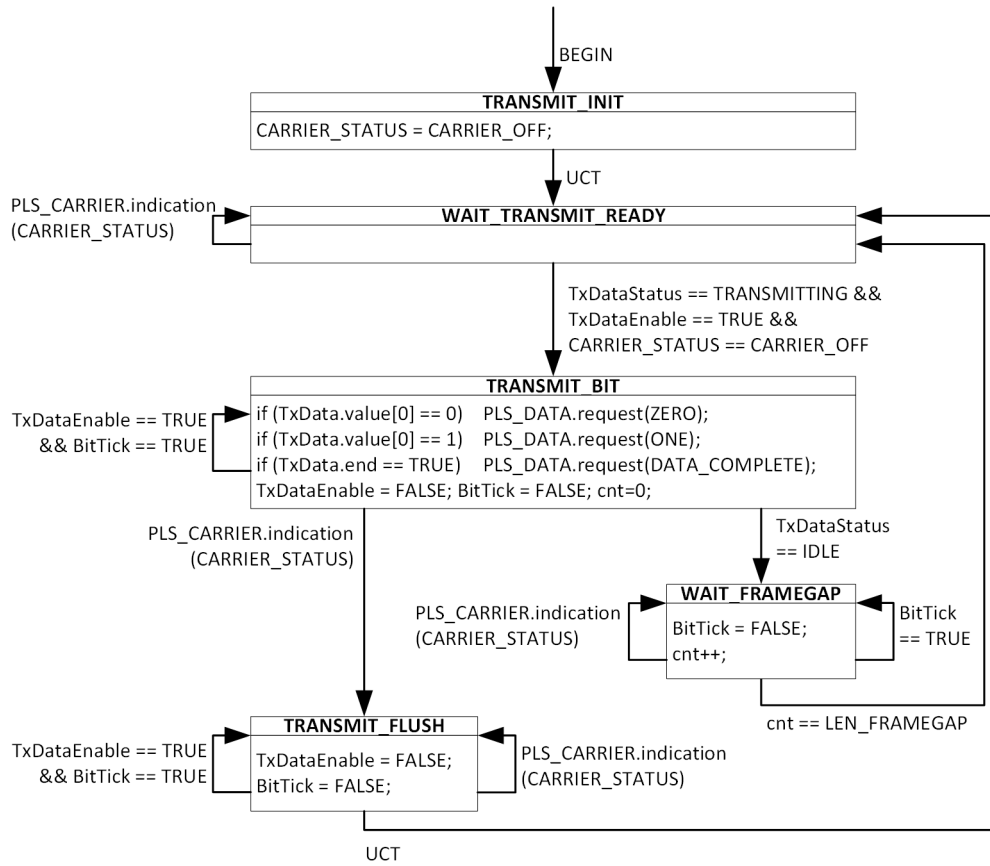 BEGIN
TRANSMIT_INIT
CARRIER_STATUS = CARRIER_OFF;
UCT
PLS_CARRIER.indication
(CARRIER_STATUS)
WAIT_TRANSMIT_READY
TxDataStatus == TRANSMITTING &&
TxDataEnable == TRUE &&
CARRIER_STATUS == CARRIER_OFF
TRANSMIT_BIT
TxDataEnable == TRUE
&& BitTick == TRUE
if (TxData.value[0] == 0) PLS_DATA.request(ZERO);
if (TxData.value[0] == 1) PLS_DATA.request(ONE);
if (TxData.end == TRUE) PLS_DATA.request(DATA_COMPLETE);
TxDataEnable = FALSE; BitTick = FALSE; cnt=0;
PLS_CARRIER.indication
(CARRIER_STATUS)
TxDataStatus
== IDLE
WAIT_FRAMEGAP
PLS_CARRIER.indication
(CARRIER_STATUS)
BitTick = FALSE;
cnt++;
BitTick
== TRUE
cnt == LEN_FRAMEGAP
TRANSMIT_FLUSH
TxDataEnable == TRUE
&& BitTick == TRUE
TxDataEnable = FALSE;
BitTick = FALSE;
PLS_CARRIER.indication
(CARRIER_STATUS)
UCT